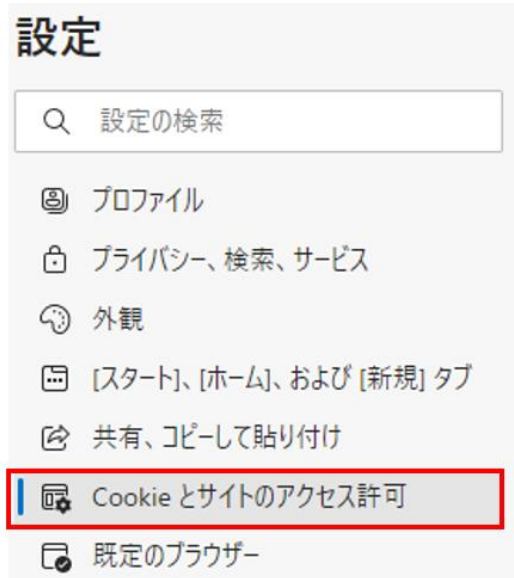 設定
設定の検索
プロファイル
プライバシー、検索、サービス
外観
[スタート]、[ホーム]、および [新規] タブ
共有、コピーして貼り付け
Cookie とサイトのアクセス許可
既定のブラウザー